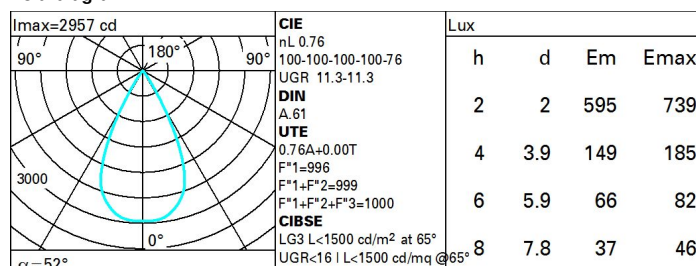 Imax=2957 cd
90° 180° 90°
3000
0°
α=52°
CIE
nL 0.76
100-100-100-100-76
UGR 11.3-11.3
DIN
A.61
UTE
0.76A+0.00T
F"1=996
F"1+F"2=999
F"1+F"2+F"3=1000
CIBSE
LG3 L<1500 cd/m² at 65°
UGR<16 | L<1500 cd/mq @65°
Lux
h d Em Emax
2 2 595 739
4 3.9 149 185
6 5.9 66 82
8 7.8 37 46